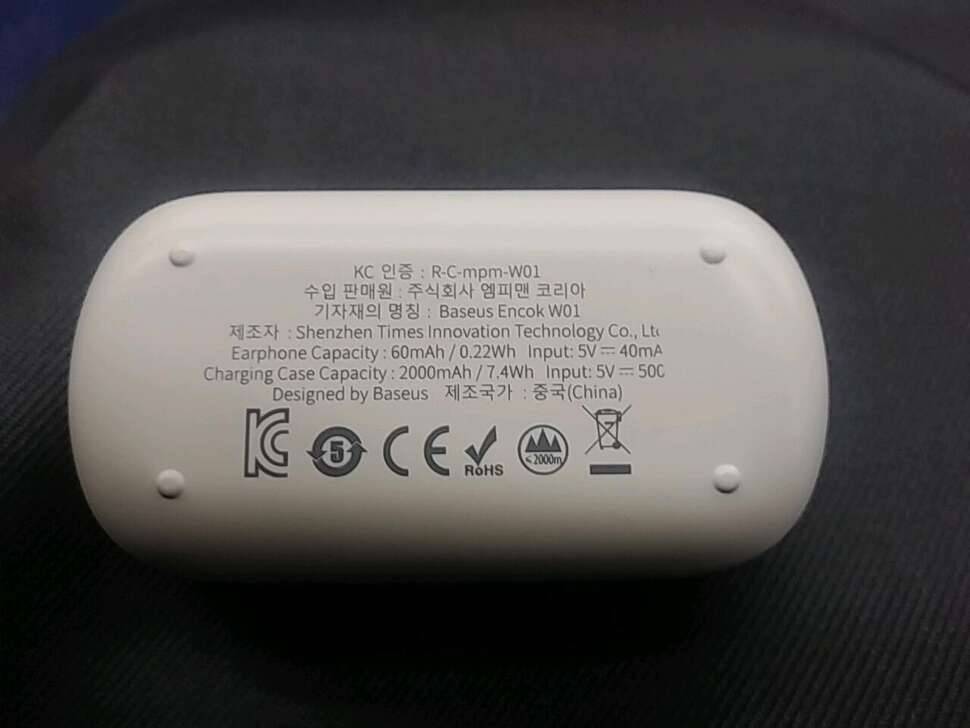 KC 인증 : R-C-mpm-W01
수입 판매원 : 주식회사 엠피맨 코리아
기자재의 명칭 : Baseus Encok W01
제조자 : Shenzhen Times Innovation Technology Co., Ltd
Earphone Capacity : 60mAh / 0.22Wh Input: 5V ⎓ 40mA
Charging Case Capacity : 2000mAh / 7.4Wh Input: 5V ⎓ 500
Designed by Baseus 제조국가 : 중국(China)
KC 5 CE RoHS ≤2000m